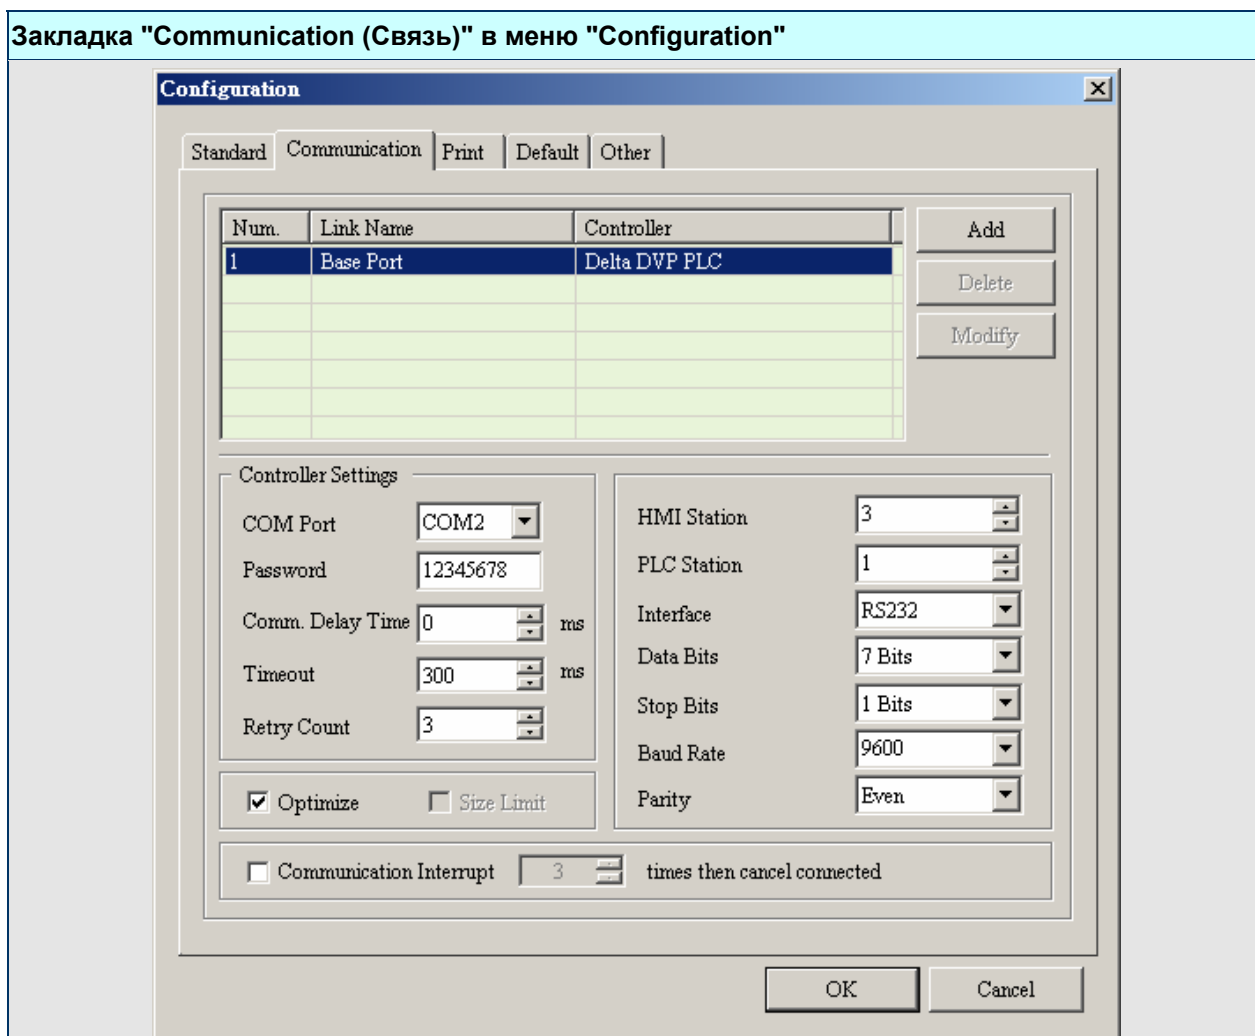 Закладка "Communication (Связь)" в меню "Configuration"
Configuration
Standard Communication Print Default Other
Num. Link Name Controller
1 Base Port Delta DVP PLC
Add
Delete
Modify
Controller Settings
COM Port COM2
Password 12345678
Comm. Delay Time 0 ms
Timeout 300 ms
Retry Count 3
Optimize Size Limit
HMI Station 3
PLC Station 1
Interface RS232
Data Bits 7 Bits
Stop Bits 1 Bits
Baud Rate 9600
Parity Even
Communication Interrupt 3 times then cancel connected
OK Cancel